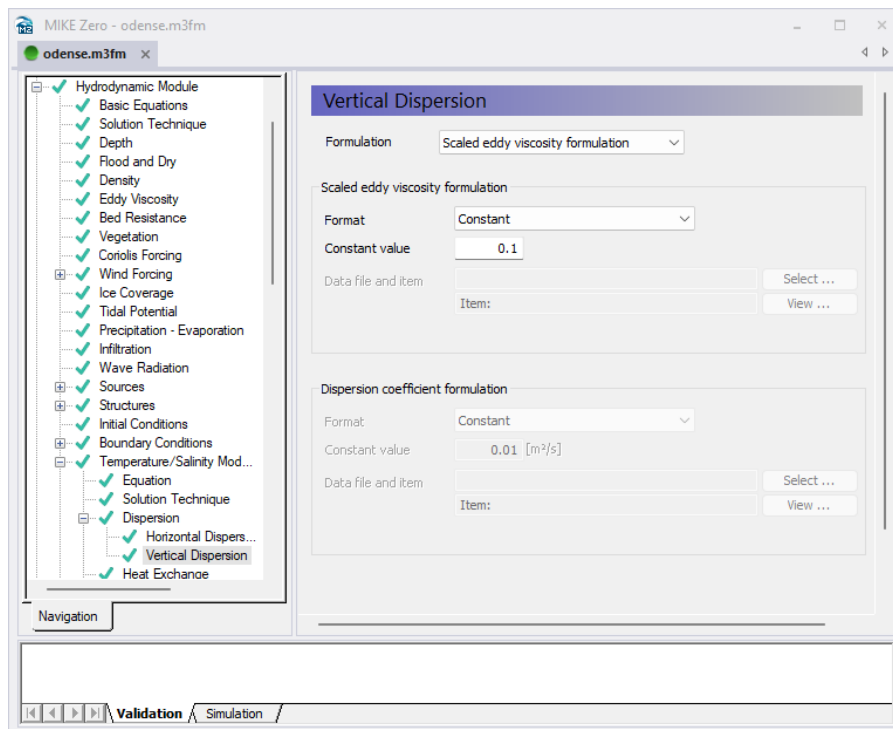 MIKE Zero - odense.m3fm
odense.m3fm
Hydrodynamic Module
Basic Equations
Solution Technique
Depth
Flood and Dry
Density
Eddy Viscosity
Bed Resistance
Vegetation
Coriolis Forcing
Wind Forcing
Ice Coverage
Tidal Potential
Precipitation - Evaporation
Infiltration
Wave Radiation
Sources
Structures
Initial Conditions
Boundary Conditions
Temperature/Salinity Mod...
Equation
Solution Technique
Dispersion
Horizontal Dispers...
Vertical Dispersion
Heat Exchange
Navigation
Vertical Dispersion
Formulation Scaled eddy viscosity formulation
Scaled eddy viscosity formulation
Format Constant
Constant value 0.1
Data file and item Select ...
Item: View ...
Dispersion coefficient formulation
Format Constant
Constant value 0.01 [m²/s]
Data file and item Select ...
Item: View ...
Validation Simulation